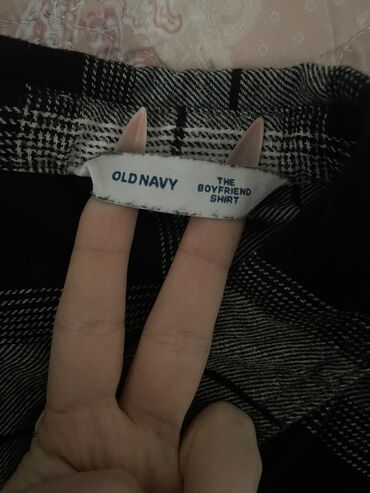 OLD NAVY
THE
BOYFRIEND
SHIRT